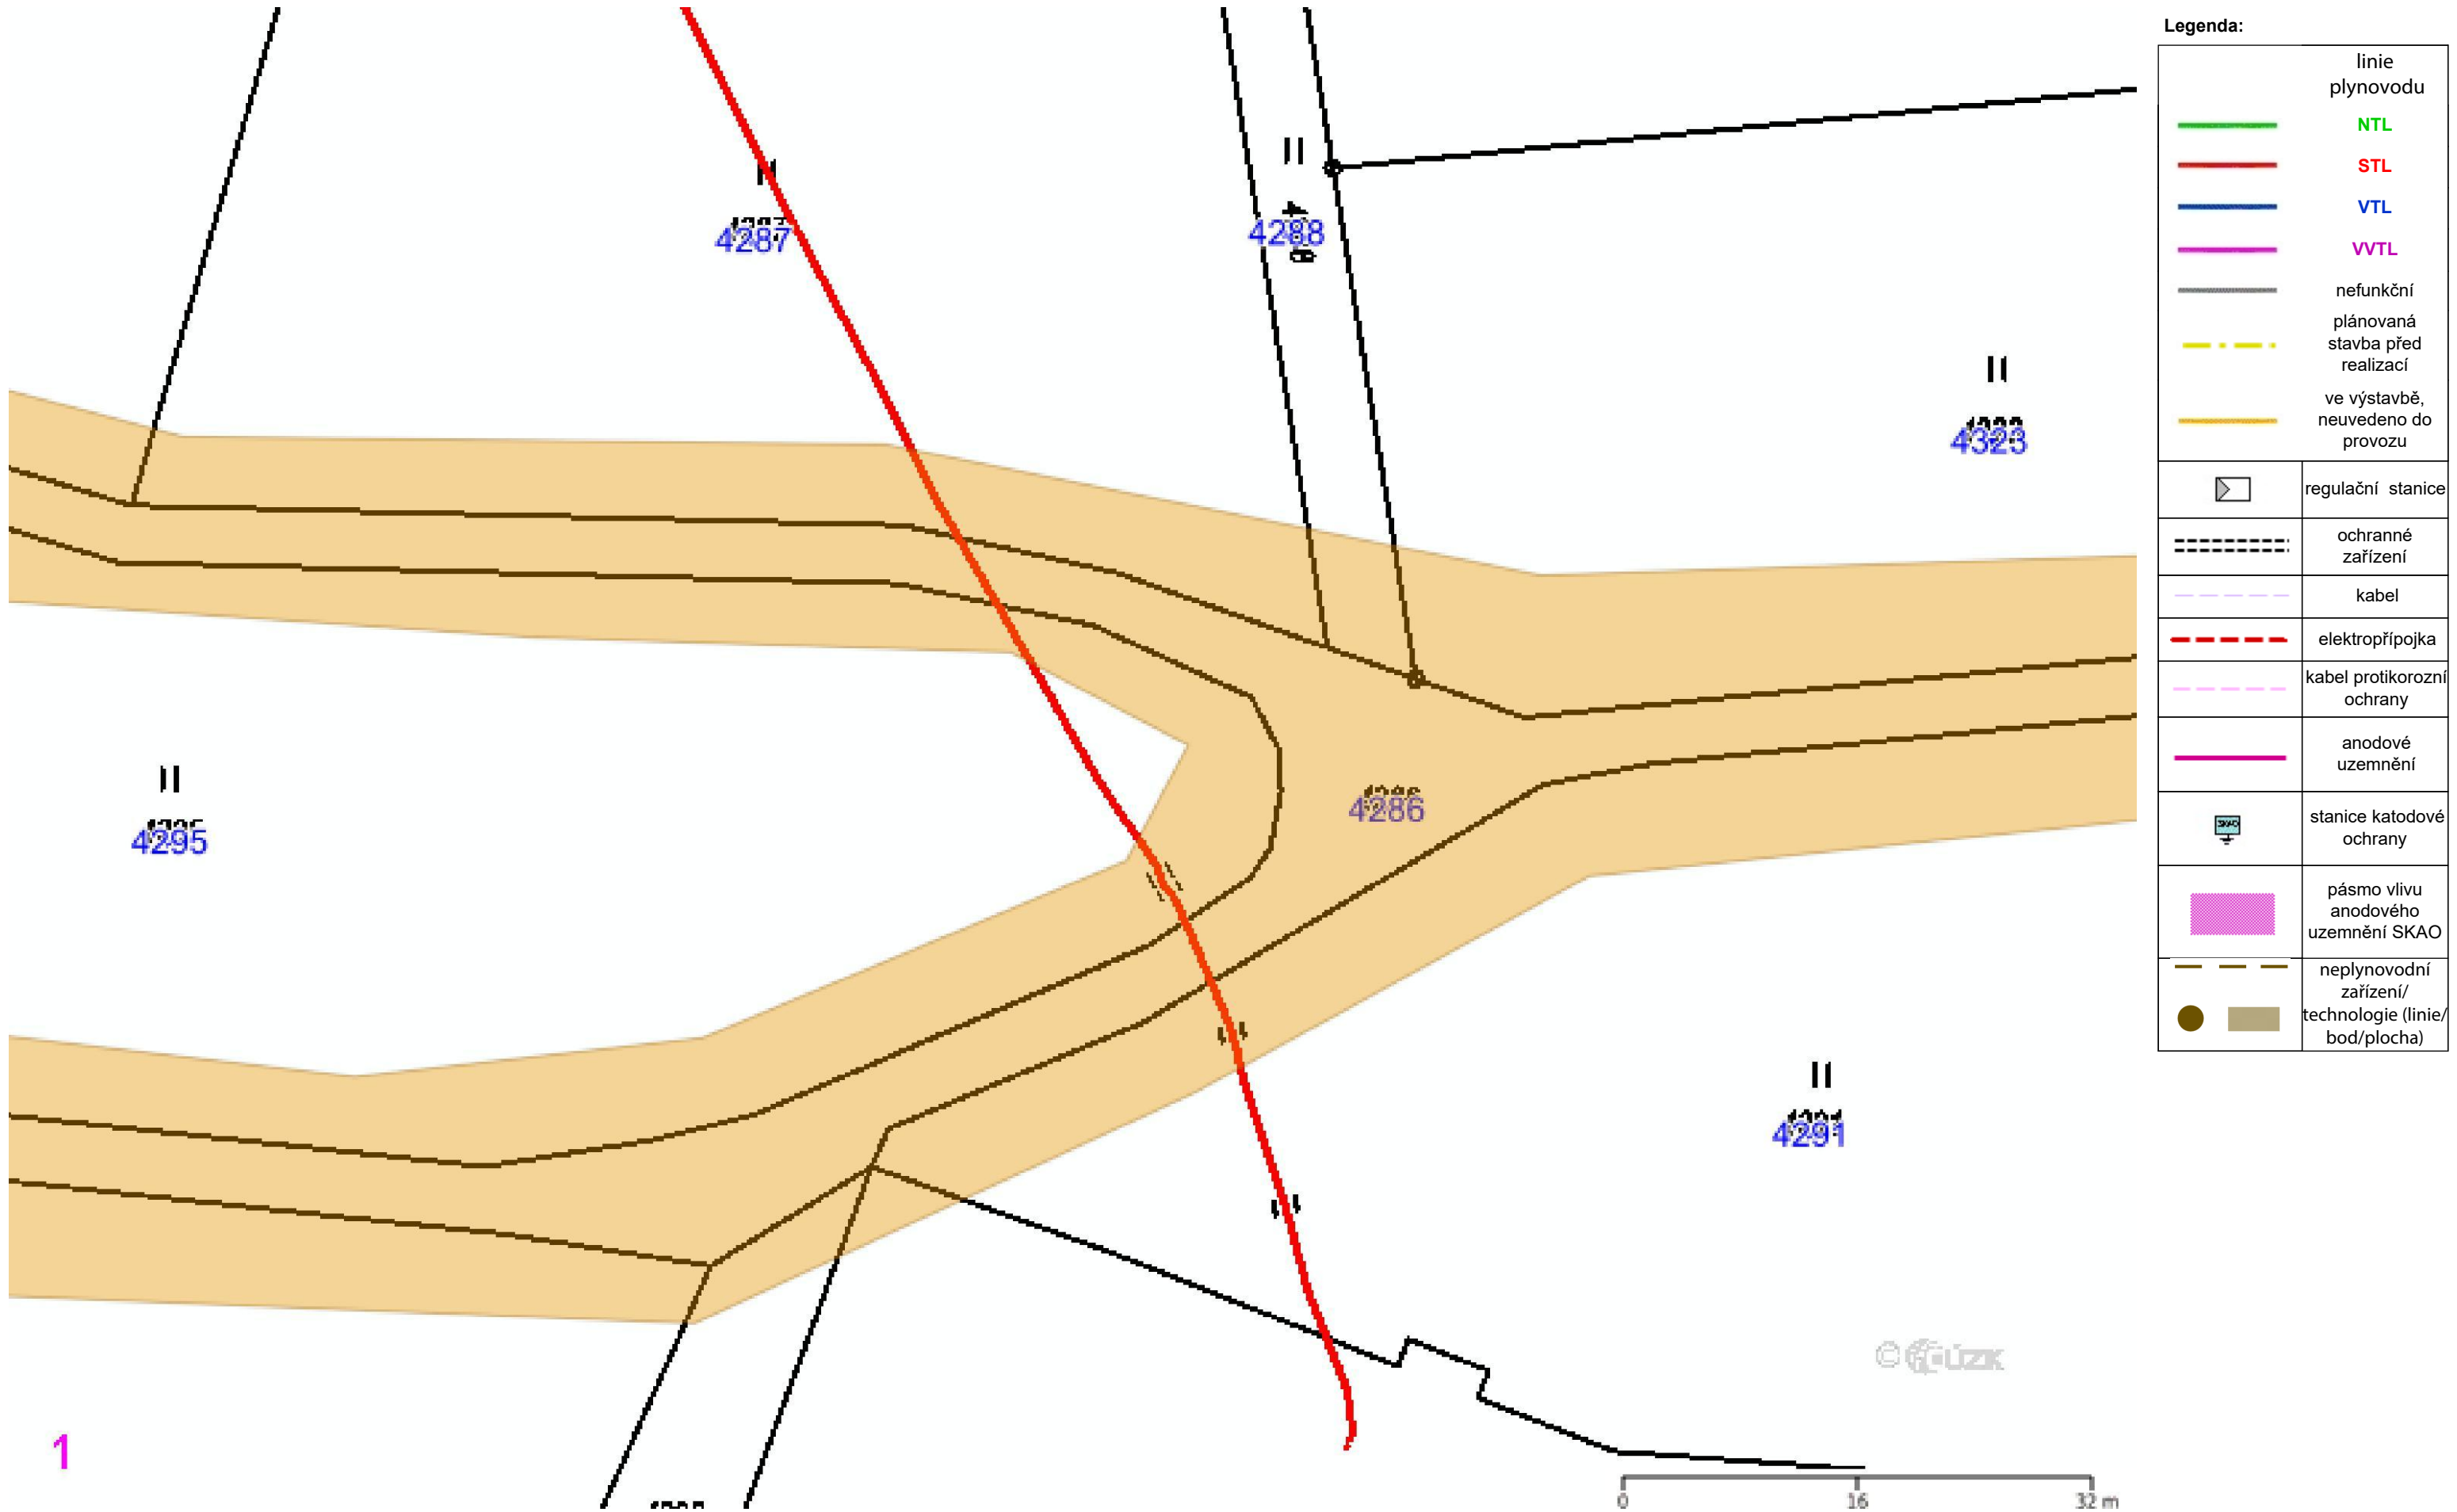 Legenda:
linie
plynovodu
NTL
STL
VTL
VVTL
nefunkční
plánovaná
stavba před
realizací
ve výstavbě,
neuvedeno do
provozu
regulační stanice
ochranné
zařízení
kabel
elektropřípojka
kabel protikorozní
ochrany
anodové
uzemnění
SKAO
stanice katodové
ochrany
pásmo vlivu
anodového
uzemnění SKAO
neplynovodní
zařízení/
technologie (linie/
bod/plocha)
4287
4288
4323
4295
4286
4291
1
0 16 32 m